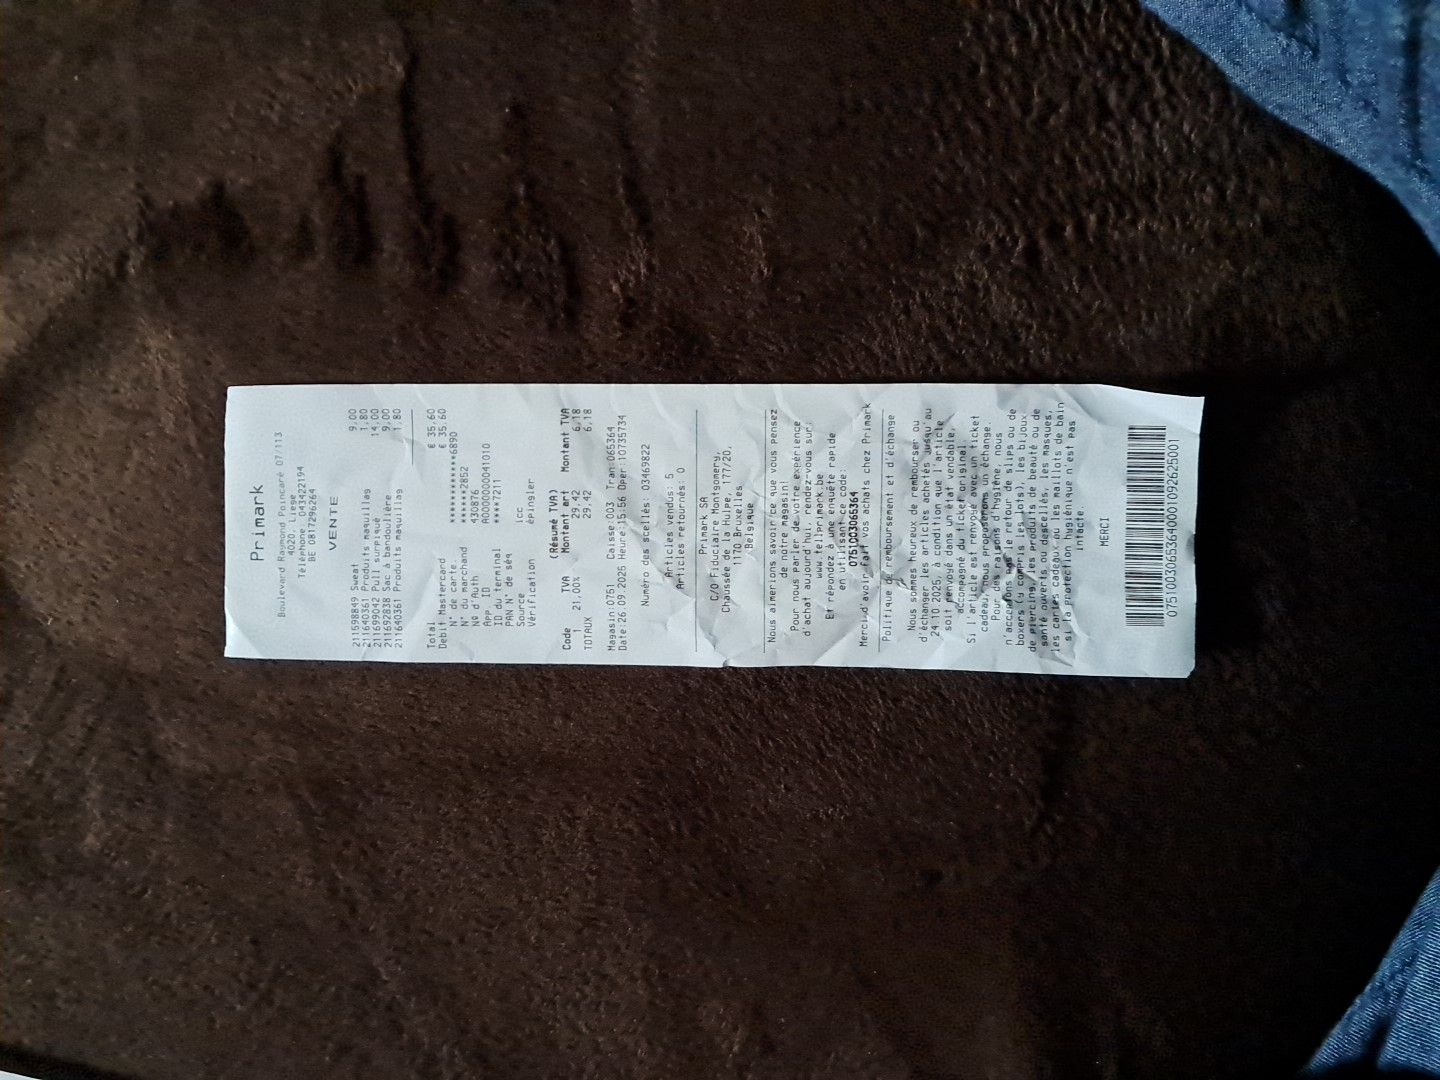 Primark
Boulevard Raymond Poincaré 07/113
4020, Liege
Téléphone :043422194
BE 0817296264
VENTE
211598849 Sweat 9,00
211640361 Produits maquillag 1,80
211699042 Pull surpiqué 14,00
211692838 Sac à bandoulière 9,00
211640361 Produits maquillag 1,80
Total € 35,60
Debit Mastercard € 35,60
N° de carte. ************6890
N° du marchand ******2852
Nº d'Auth 430876
App. ID A0000000041010
ID du terminal ****7211
PAN N° de séq
Source icc
Vérification épingler
(Résumé TVA)
Code TVA Montant art Montant TVA
21,00% 29,42 6,18
TOTAUX 29,42 6,18
Magasin:0751 Caisse:003 Tran:065364
Date:26.09.2025 Heure:15:56 Oper:10735734
Numéro des scelles: 03469822
Articles vendus: 5
Articles retournés: 0
Primark SA
C/O Fiduciaire Montgomery,
Chaussée de la Hulpe, 177/20,
1170 Bruxelles
Belgique
Nous aimerions savoir ce que vous pensez
de notre magasin!
Pour nous parler de votre expérience
d'achat aujourd'hui, rendez-vous sur:
www.tellprimark.be
Et répondez à une enquête rapide
en utilisant ce code:
0751003065364
Merci d'avoir fait vos achats chez Primark
Politique de remboursement et d'échange
Nous sommes heureux de rembourser ou
d'échanger les articles achetés jusqu'au
24.10.2025, à condition que l'article
soit renvoyé dans un état vendable,
accompagné du ticket original.
Si l'article est renvoyé avec un ticket
cadeau, nous proposerons un échange.
Pour des raisons d'hygiène, nous
n'acceptons pas le retour de slips ou de
boxers (y compris les lots), les bijoux
de piercing, les produits de beauté ou de
santé ouverts ou descellés, les masques,
les cartes cadeaux ou les maillots de bain
si la protection hygiénique n'est pas
intacte.
MERCI